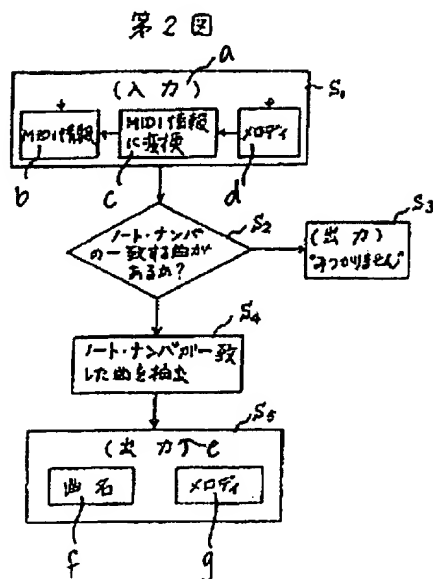 第2図
a
(入力)
S1
MIDI情報
MIDI情報
に変換
メロディ
b
c
d
ノート・ナンバ
の一致する曲が
あるか?
S2
S3
(出力)
"みつかりません"
S4
ノート・ナンバが一致
した曲を抽出
S5
(出力)
e
曲名
メロディ
f
g